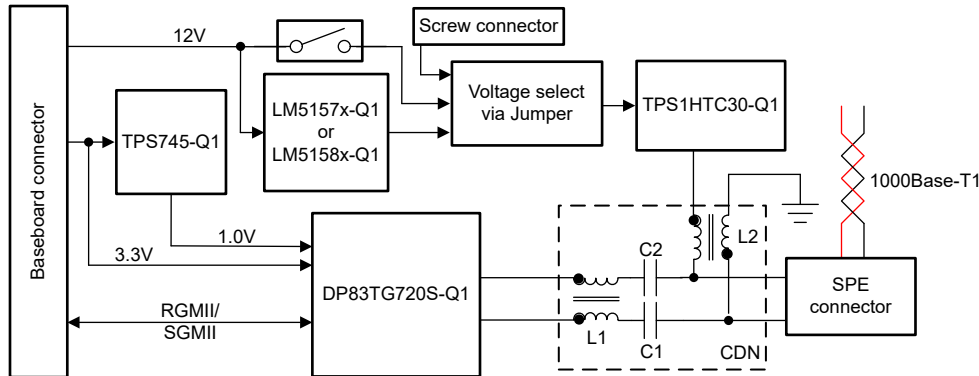 Baseboard connector
12V
Screw connector
LM5157x-Q1
or
LM5158x-Q1
Voltage select
via Jumper
TPS1HTC30-Q1
TPS745-Q1
1000Base-T1
1.0V
3.3V
DP83TG720S-Q1
RGMII/
SGMII
L2
C2
L1
C1
CDN
SPE
connector